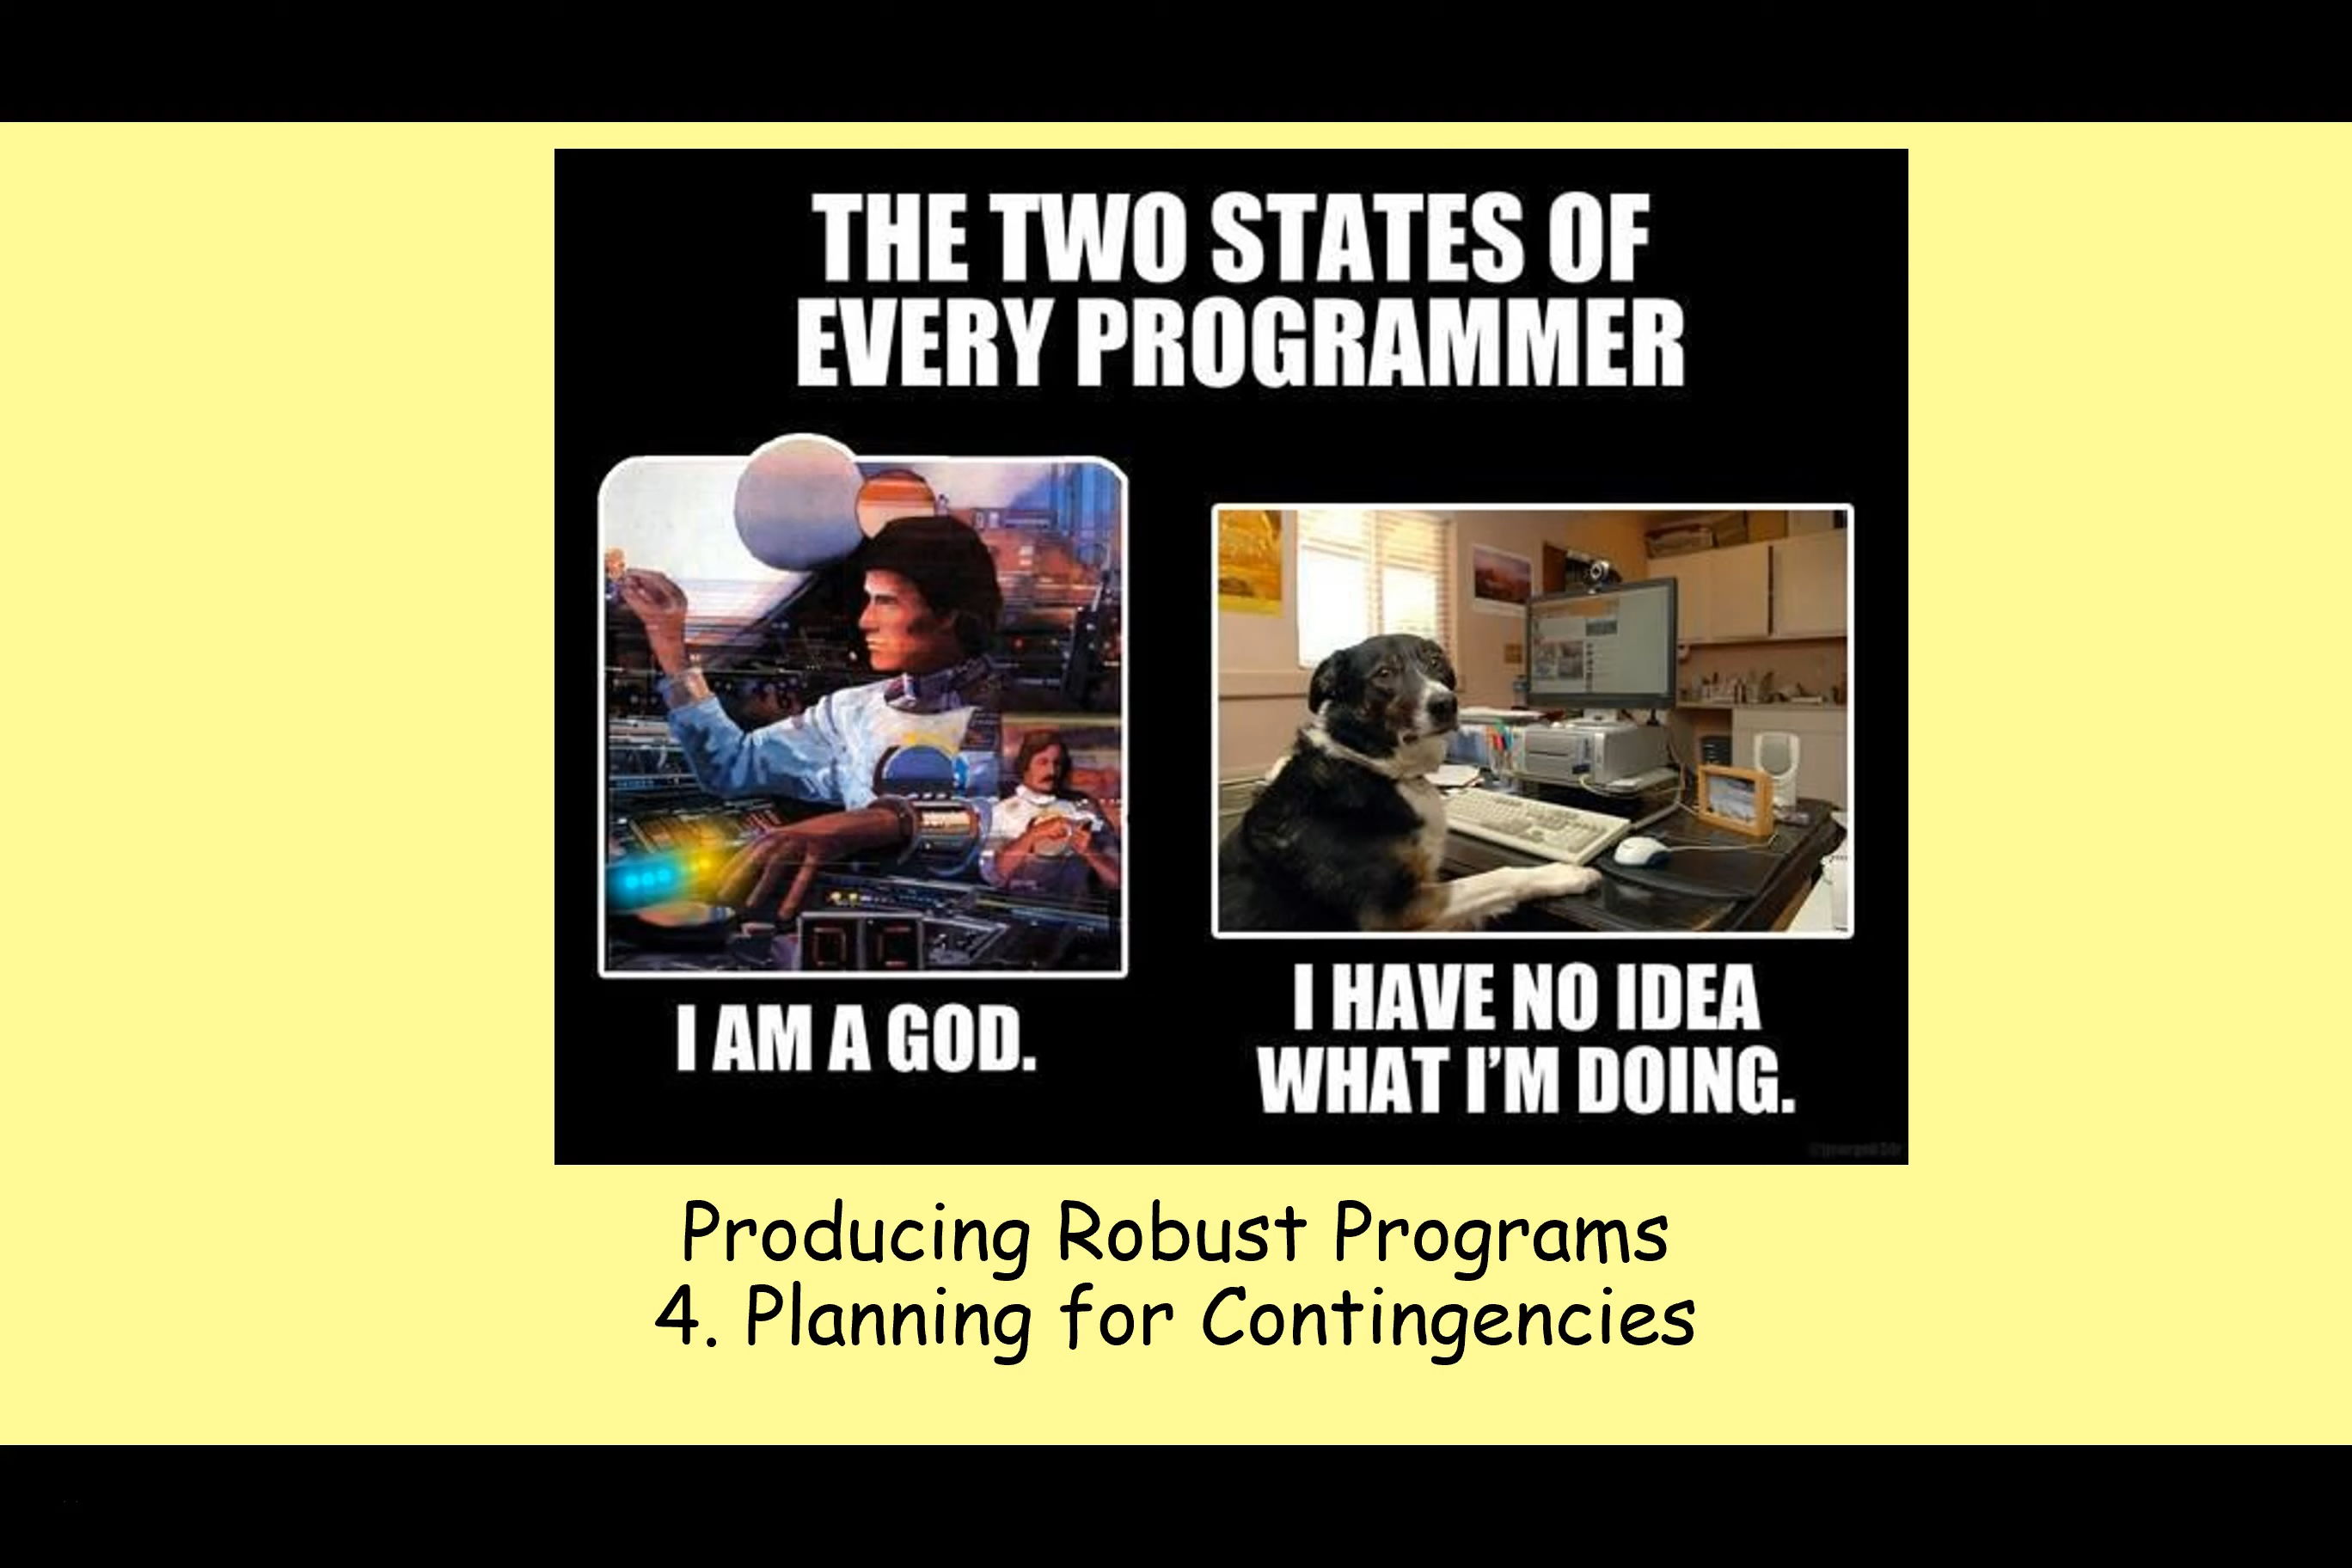 THE TWO STATES OF
EVERY PROGRAMMER
I AM A GOD.
I HAVE NO IDEA
WHAT I'M DOING.
Producing Robust Programs
4. Planning for Contingencies